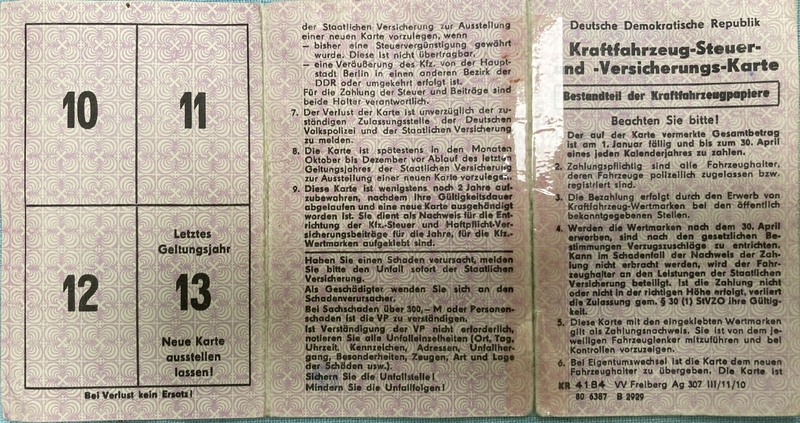 10
11
12
Letztes
Geltungsjahr
13
Neue Karte
ausstellen
lassen!
Bei Verlust kein Ersatz!
der Staatlichen Versicherung zur Ausstellung
einer neuen Karte vorzulegen, wenn
— bisher eine Steuervergünstigung gewährt
wurde. Diese ist nicht übertragbar.
— eine Veräußerung des Kfz. von der Haupt-
stadt Berlin in einen anderen Bezirk der
DDR oder umgekehrt erfolgt ist.
Für die Zahlung der Steuer und Beiträge sind
beide Halter verantwortlich.
7. Der Verlust der Karte ist unverzüglich der zu-
ständigen Zulassungsstelle der Deutschen
Volkspolizei und der Staatlichen Versicherung
zu melden.
8. Die Karte ist spätestens in den Monaten
Oktober bis Dezember vor Ablauf des letzten
Geltungsjahres der Staatlichen Versicherung
zur Ausstellung einer neuen Karte vorzulege
9. Diese Karte ist wenigstens noch 2 Jahre auf-
zubewahren, nachdem ihre Gültigkeitsdauer
abgelaufen und eine neue Karte ausgehändigt
worden ist. Sie dient als Nachweis für die Ent-
richtung der Kfz.-Steuer und Haftpflicht-Ver-
sicherungsbeiträge für die Jahre, für die Kfz.-
Wertmarken aufgeklebt sind.
Haben Sie einen Schaden verursacht, melden
Sie bitte den Unfall sofort der Staatlichen
Versicherung.
Als Geschädigter wenden Sie sich an den
Schadenverursacher.
Bei Sachschaden über 300,— M oder Personen-
schaden ist die VP zu verständigen.
Ist Verständigung der VP nicht erforderlich,
notieren Sie alle Unfalleinzelheiten (Ort, Tag,
Uhrzeit, Kennzeichen, Adressen, Unfallher-
gang, Besonderheiten, Zeugen, Art und Lage
der Schäden usw.).
Sichern Sie die Unfallstelle!
Mindern Sie die Unfallfolgen!
Deutsche Demokratische Republik
Kraftfahrzeug-Steuer-
nd -Versicherungs-Karte
Bestandteil der Kraftfahrzeugpapiere
Beachten Sie bitte!
Der auf der Karte vermerkte Gesamtbetrag
ist am 1. Januar fällig und bis zum 30. April
eines jeden Kalenderjahres zu zahlen.
2. Zahlungspflichtig sind alle Fahrzeughalter,
deren Fahrzeuge polizeilich zugelassen bzw.
registriert sind.
3. Die Bezahlung erfolgt durch den Erwerb von
Kraftfahrzeug-Wertmarken bei den öffentlich
bekanntgegebenen Stellen.
4. Werden die Wertmarken nach dem 30. April
erworben, sind nach den gesetzlichen Be-
stimmungen Verzugszuschläge zu entrichten.
Kann im Schadenfall der Nachweis der Zah-
lung nicht erbracht werden, wird der Fahr-
zeughalter an den Leistungen der Staatlichen
Versicherung beteiligt. Ist die Zahlung nicht
oder nicht in der richtigen Höhe erfolgt, verliert
die Zulassung gem. § 30 (1) StVZO ihre Gültig-
keit.
5. Diese Karte mit den eingeklebten Wertmarken
gilt als Zahlungsnachweis. Sie ist von dem je-
weiligen Fahrzeuglenker mitzuführen und bei
Kontrollen vorzuzeigen.
6. Bei Eigentumswechsel ist die Karte dem neuen
Fahrzeughalter zu übergeben. Die Karte ist
KR 4184 VV Freiberg Ag 307 III/11/10
80 6387 B 2929